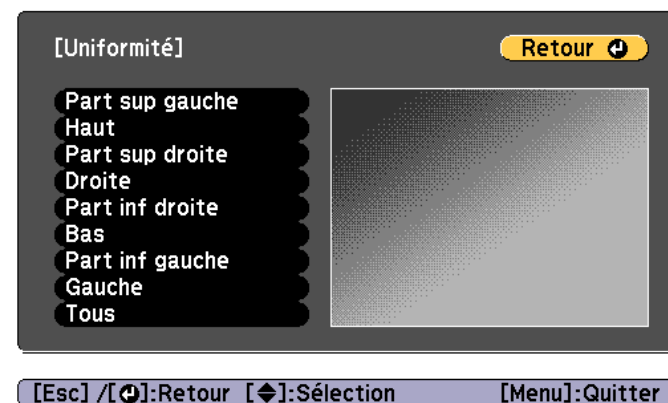 [Uniformité]
Retour
Part sup gauche
Haut
Part sup droite
Droite
Part inf droite
Bas
Part inf gauche
Gauche
Tous
[Esc] /[⏎]:Retour [◆]:Sélection [Menu]:Quitter